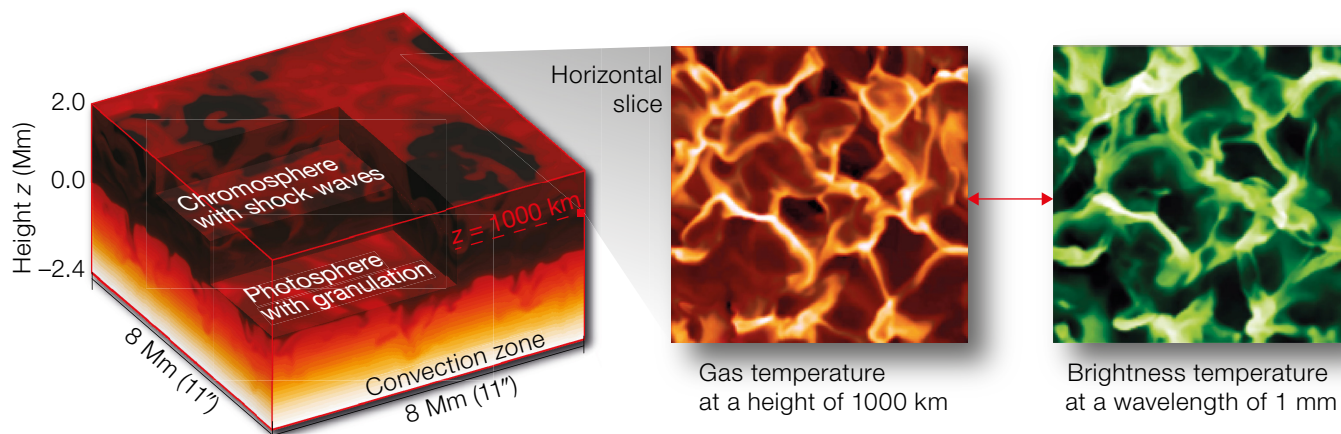 Height z (Mm)
2.0
0.0
−2.4
Chromosphere
with shock waves
Photosphere
with granulation
z = 1000 km
Convection zone
8 Mm (11″)
8 Mm (11″)
Horizontal
slice
Gas temperature
at a height of 1000 km
Brightness temperature
at a wavelength of 1 mm